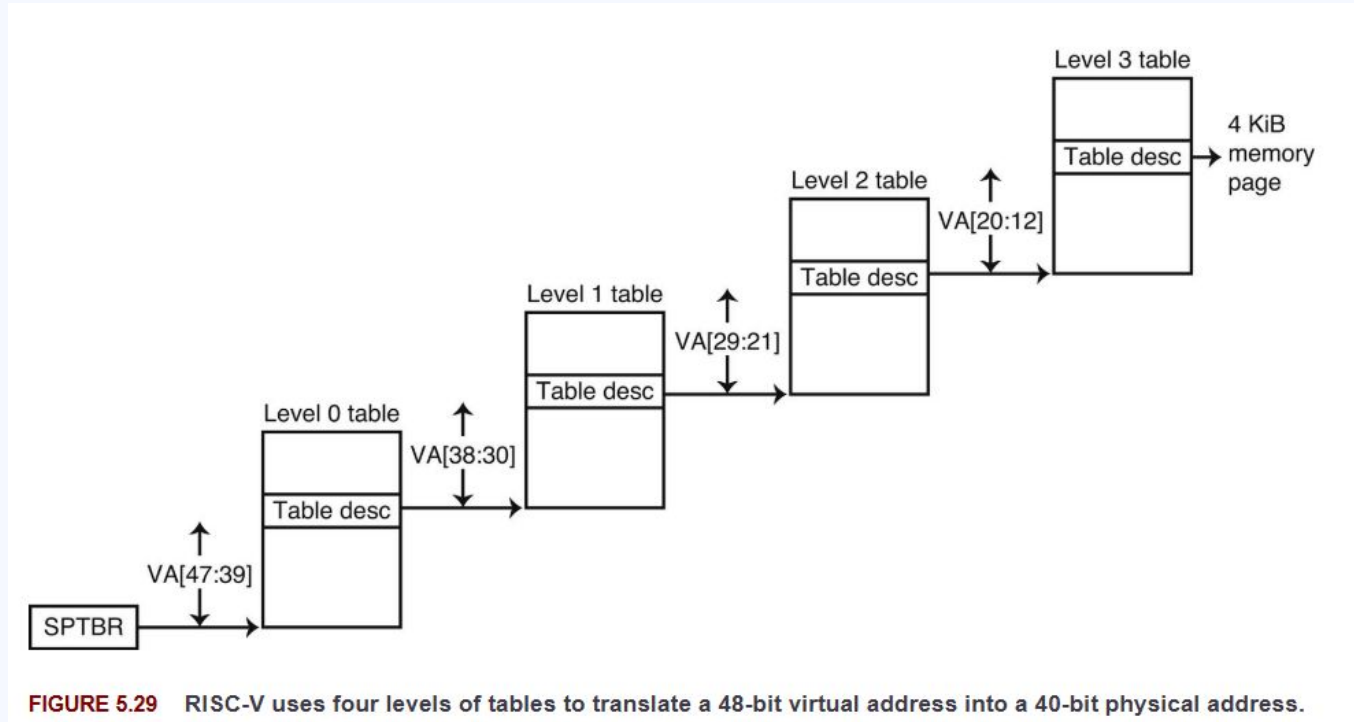 Level 3 table
Table desc
4 KiB
memory
page
Level 2 table
VA[20:12]
Table desc
Level 1 table
VA[29:21]
Table desc
Level 0 table
VA[38:30]
Table desc
VA[47:39]
SPTBR
FIGURE 5.29 RISC-V uses four levels of tables to translate a 48-bit virtual address into a 40-bit physical address.